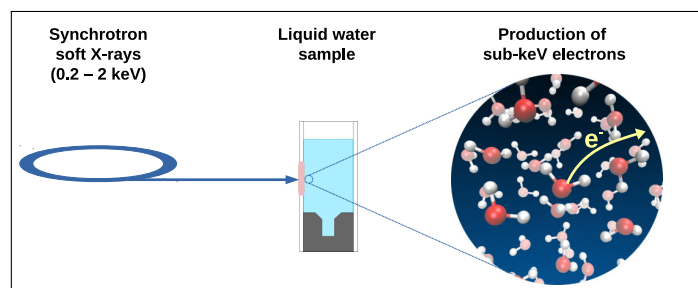 Synchrotron
soft X-rays
(0.2 – 2 keV)
Liquid water
sample
Production of
sub-keV electrons
e-